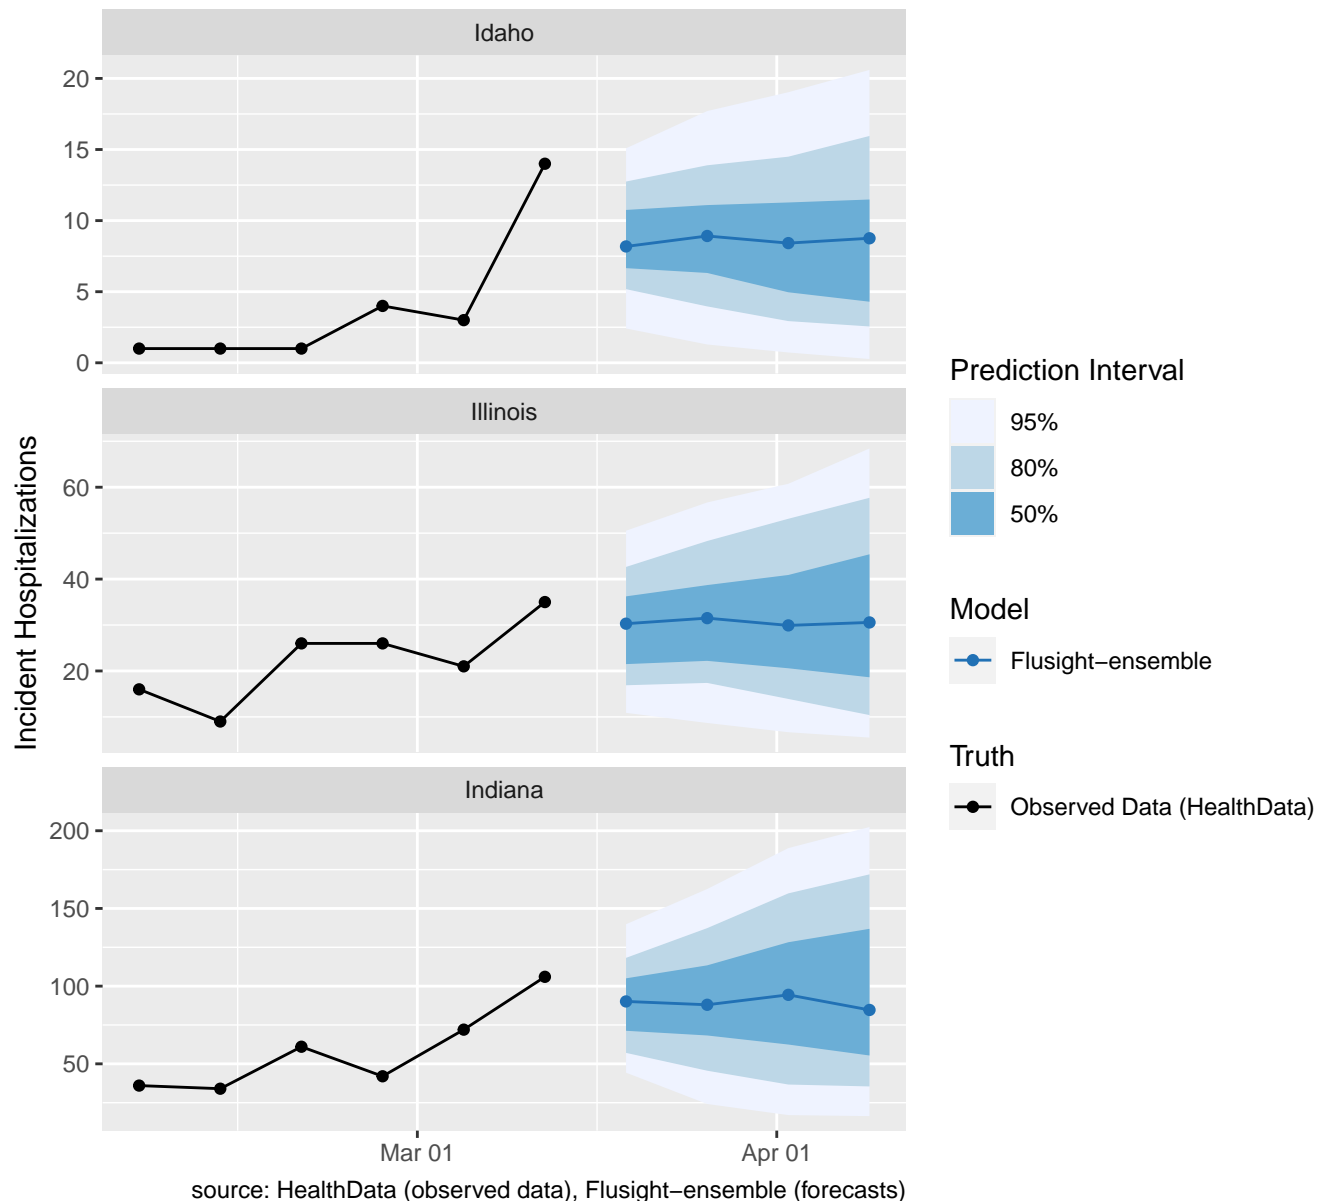 Idaho
20
15
10
5
0
Illinois
60
40
20
Indiana
200
150
100
50
Incident Hospitalizations
Mar 01
Apr 01
source: HealthData (observed data), Flusight−ensemble (forecasts)
Prediction Interval
95%
80%
50%
Model
Flusight−ensemble
Truth
Observed Data (HealthData)